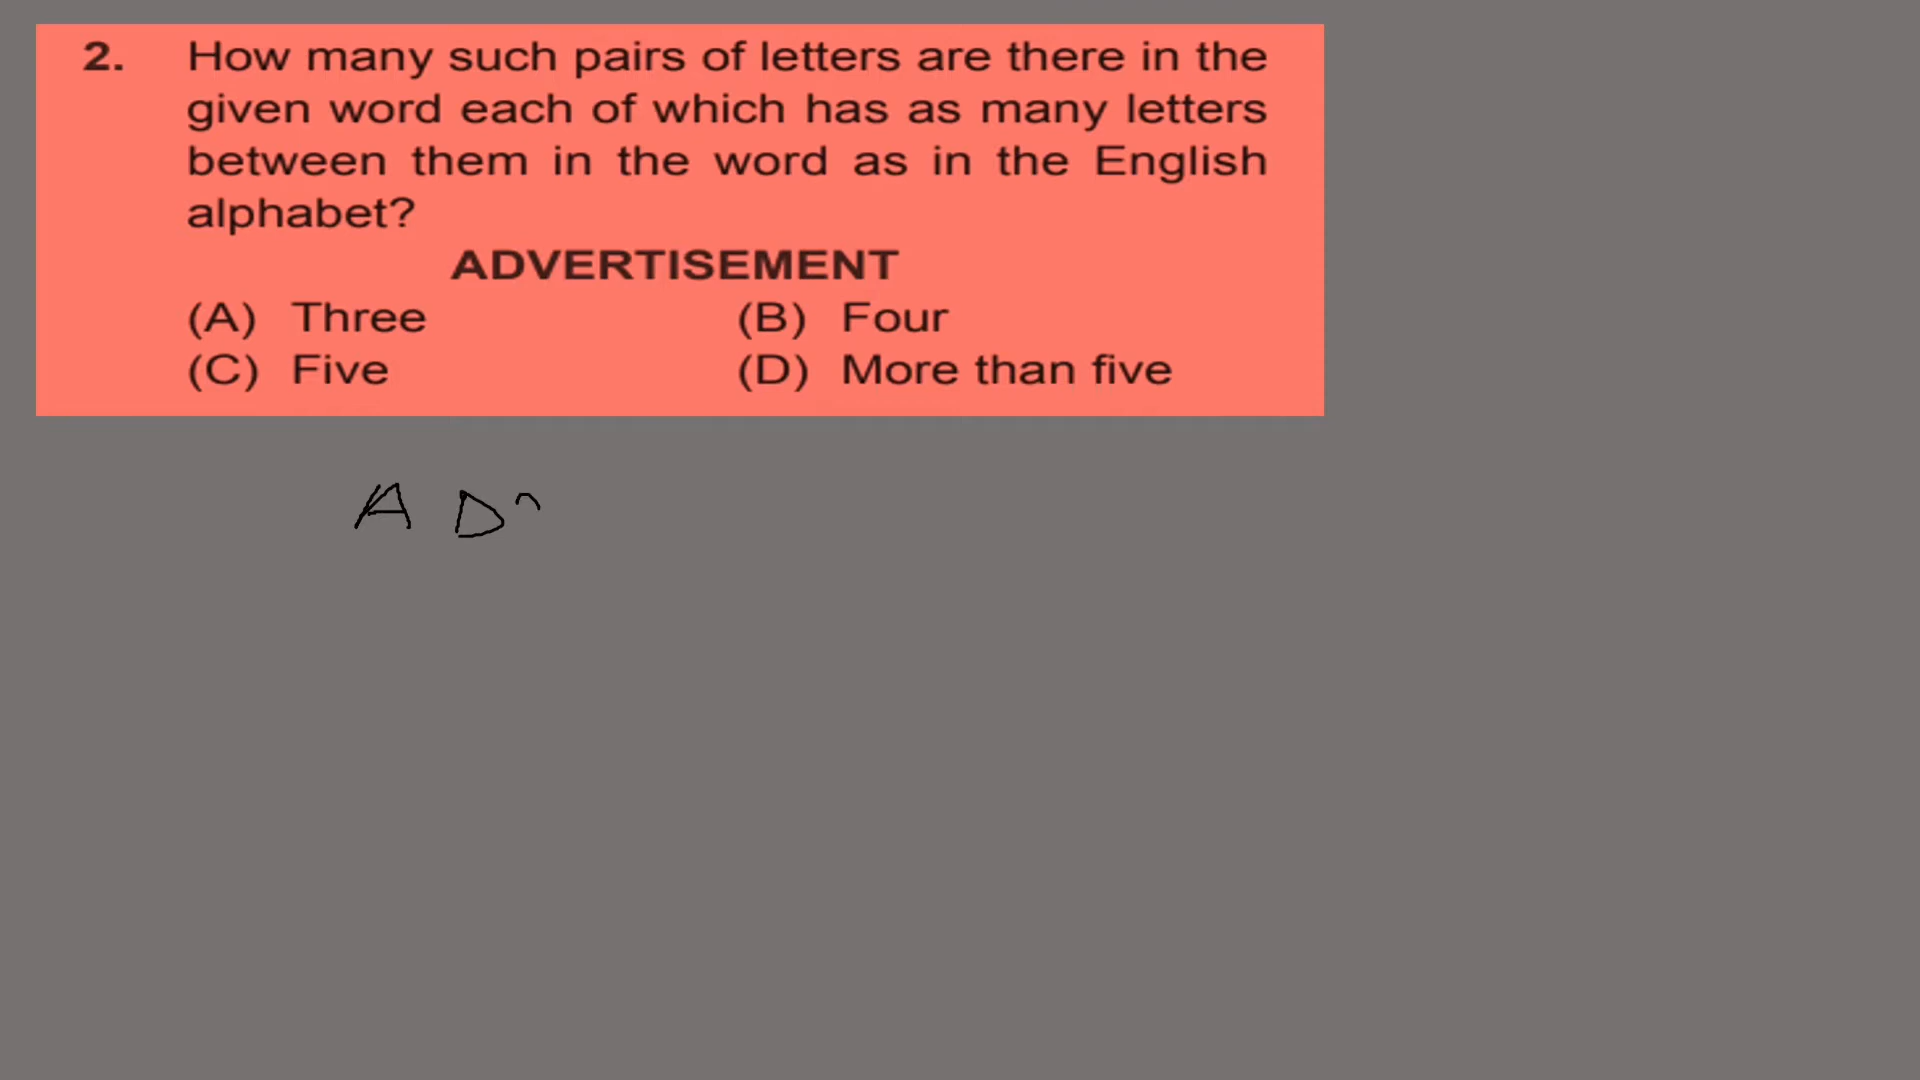 2. How many such pairs of letters are there in the
given word each of which has as many letters
between them in the word as in the English
alphabet?
ADVERTISEMENT
(A) Three (B) Four
(C) Five (D) More than five
A D